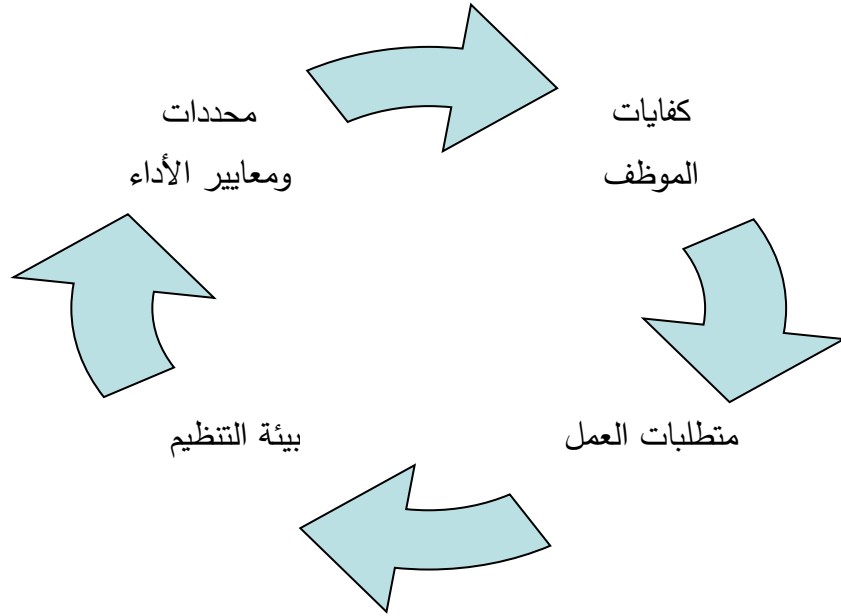 كفايات
الموظف
محددات
ومعايير الأداء
متطلبات العمل
بيئة التنظيم